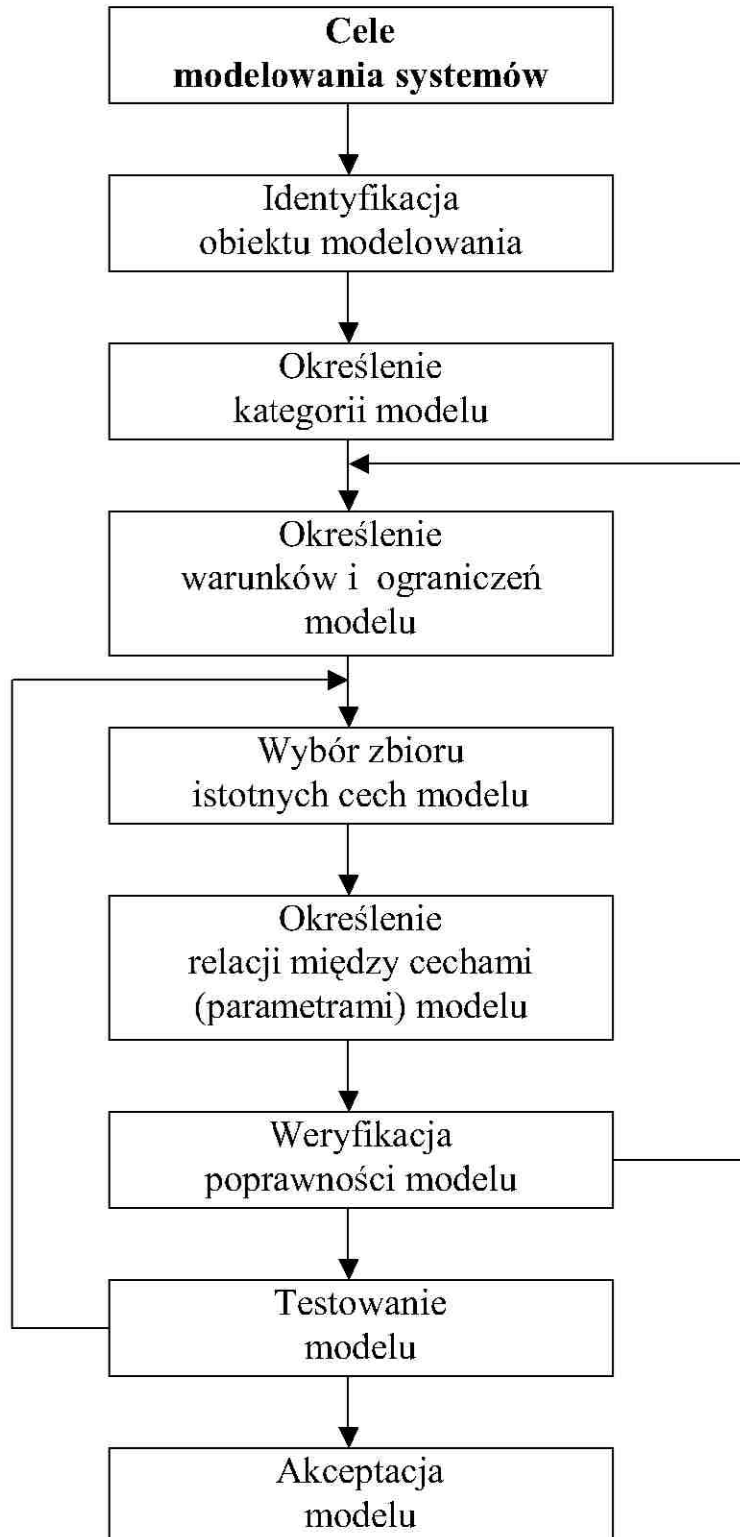 Cele
modelowania systemów
Identyfikacja
obiektu modelowania
Określenie
kategorii modelu
Określenie
warunków i ograniczeń
modelu
Wybór zbioru
istotnych cech modelu
Określenie
relacji między cechami
(parametrami) modelu
Weryfikacja
poprawności modelu
Testowanie
modelu
Akceptacja
modelu